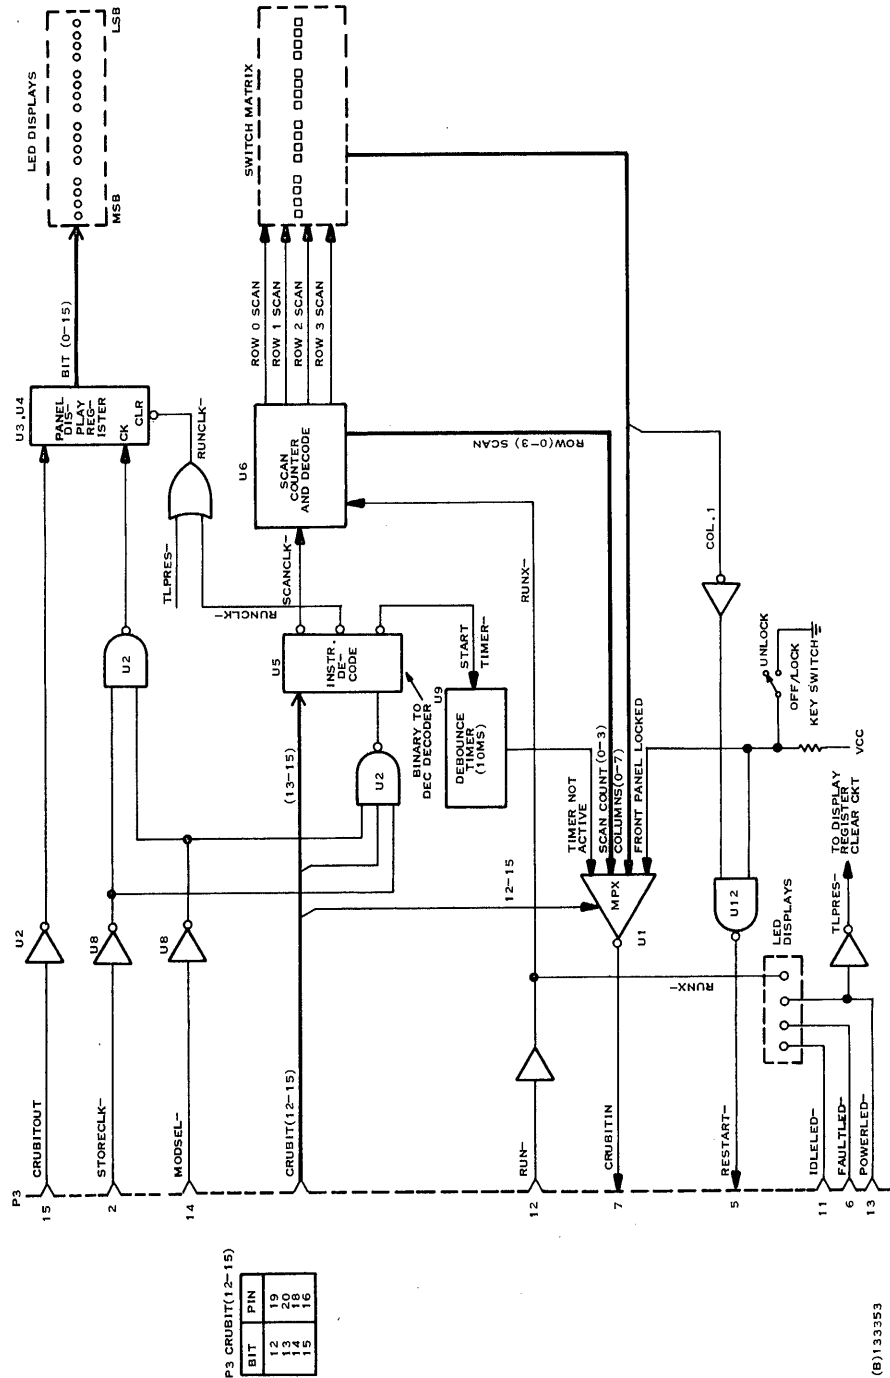 P3
15
CRUBITOUT
U2
U3,U4
PANEL
DIS-
PLAY
REG-
ISTER
CK
CLR
BIT (0-15)
LED DISPLAYS
MSB
LSB
2
STORECLK-
U8
U2
14
MODSEL-
U8
TLPRES-
RUNCLK-
RUNCLK-
P3 CRUBIT(12-15)
BIT
PIN
12 19
13 20
14 18
15 16
CRUBIT(12-15)
(13-15)
U2
U5
INSTR.
DE-
CODE
SCANCLK-
U6
SCAN
COUNTER
AND DECODE
ROW 0 SCAN
ROW 1 SCAN
ROW 2 SCAN
ROW 3 SCAN
SWITCH MATRIX
BINARY TO
DEC DECODER
START
TIMER-
U9
DEBOUNCE
TIMER
(10MS)
ROW(0-3) SCAN
12
RUN-
12-15
RUNX-
TIMER NOT
ACTIVE
SCAN COUNT(0-3)
COLUMNS(0-7)
FRONT PANEL LOCKED
7
CRUBITIN
MPX
U1
RUNX-
COL.1
5
RESTART-
U12
UNLOCK
OFF/LOCK
KEY SWITCH
VCC
LED
DISPLAYS
11
IDLELED-
6
FAULTLED-
13
POWERLED-
TLPRES-
TO DISPLAY
REGISTER
CLEAR CKT
(B)133353